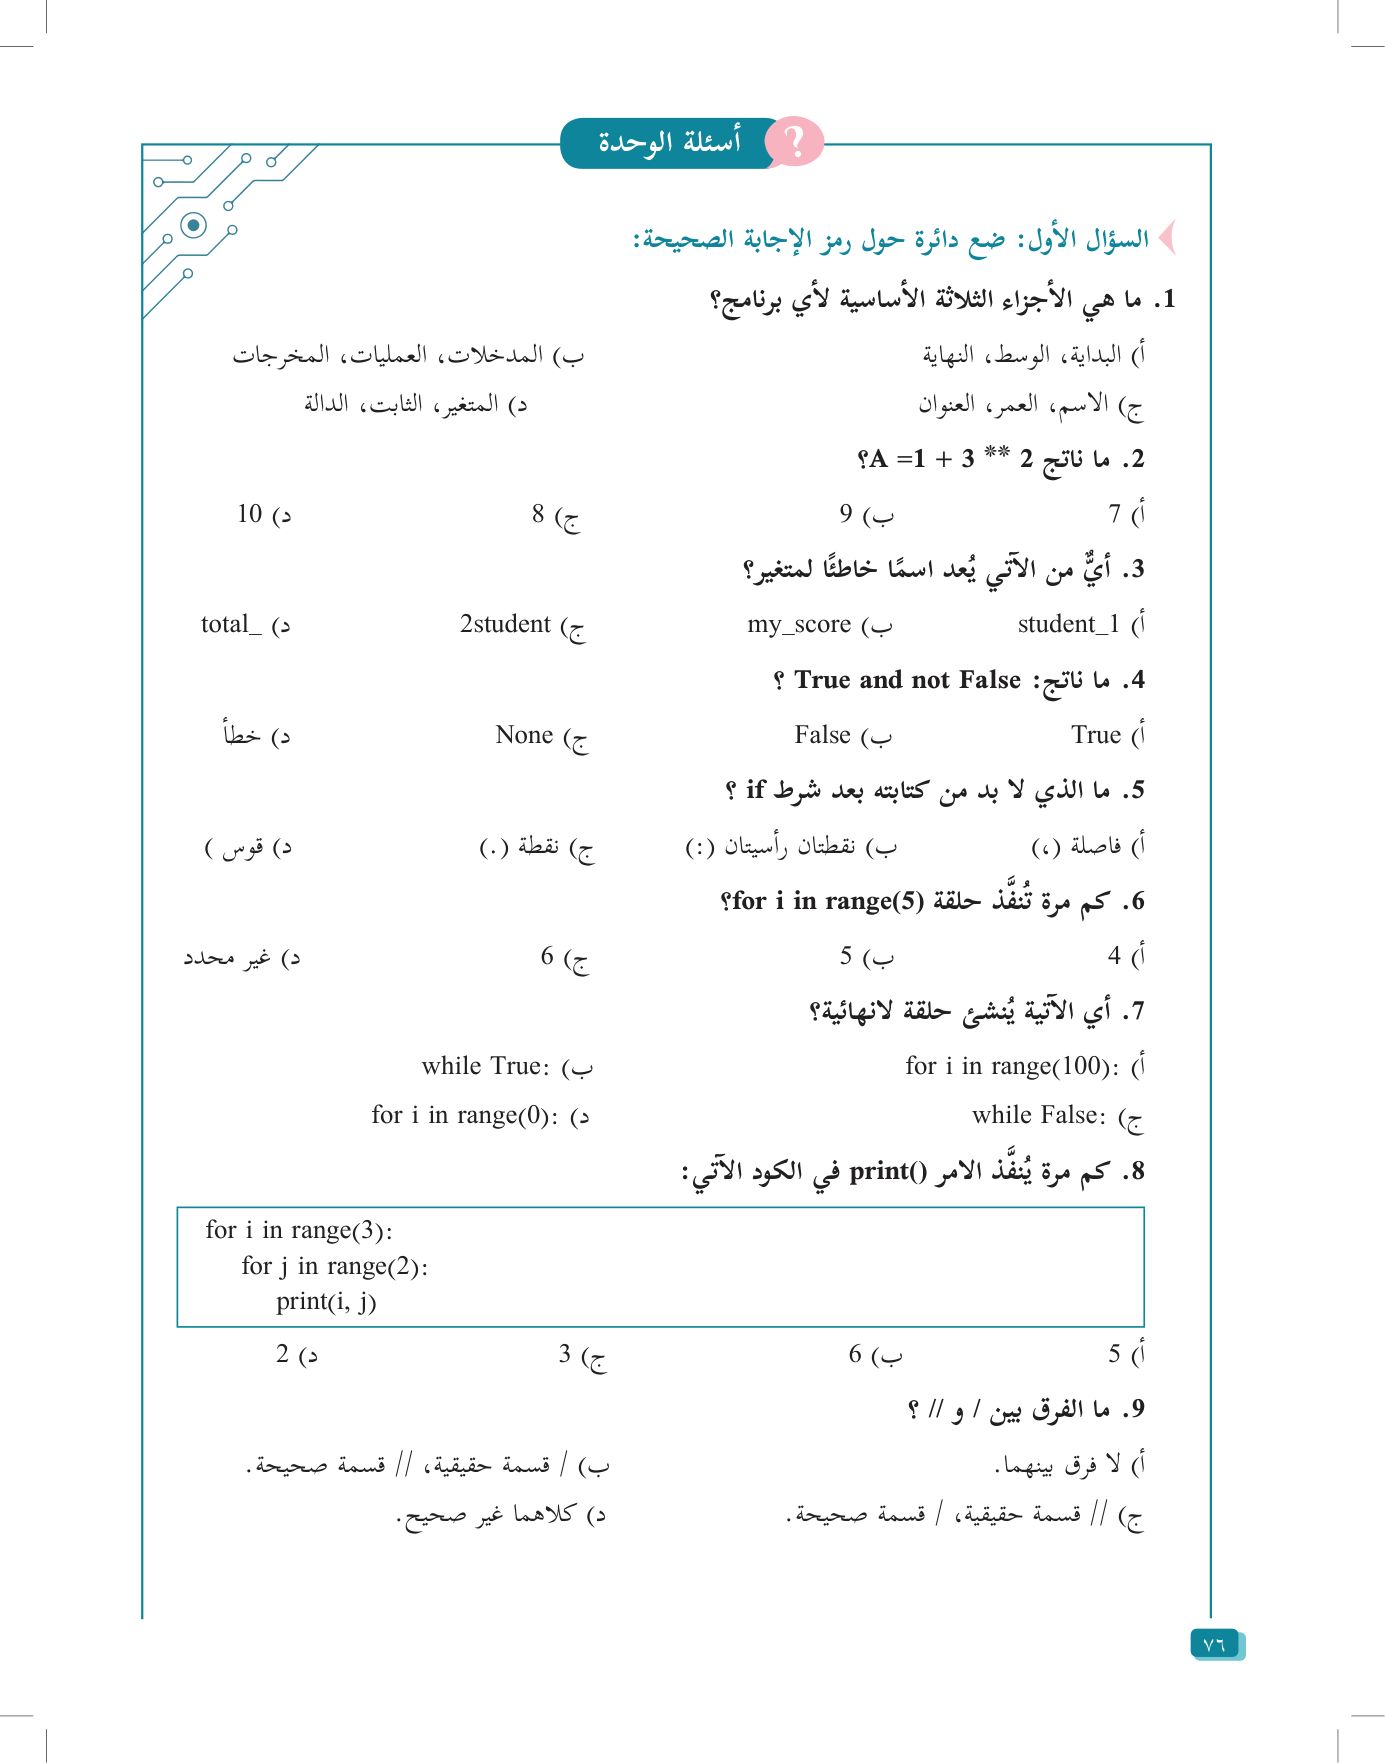 أسئلة الوحدة
?
السؤال الأول: ضع دائرة حول رمز الإجابة الصحيحة:
1. ما هي الأجزاء الثلاثة الأساسية لأي برنامج؟
أ) البداية، الوسط، النهاية ب) المدخلات، العمليات، المخرجات
ج) الاسم، العمر، العنوان د) المتغير، الثابت، الدالة
2. ما ناتج A =1 + 3 ** 2؟
أ) 7 ب) 9 ج) 8 د) 10
3. أيٌّ من الآتي يُعد اسمًا خاطئًا لمتغير؟
أ) student_1 ب) my_score ج) 2student د) total_
4. ما ناتج: True and not False ؟
أ) True ب) False ج) None د) خطأ
5. ما الذي لا بد من كتابته بعد شرط if ؟
أ) فاصلة (،) ب) نقطتان رأسيتان (:) ج) نقطة (.) د) قوس )
6. كم مرة تُنفَّذ حلقة for i in range(5)؟
أ) 4 ب) 5 ج) 6 د) غير محدد
7. أي الآتية يُنشئ حلقة لانهائية؟
أ) for i in range(100): ب) while True:
ج) while False: د) for i in range(0):
8. كم مرة يُنفَّذ الامر print() في الكود الآتي:
for i in range(3):
for j in range(2):
print(i, j)
أ) 5 ب) 6 ج) 3 د) 2
9. ما الفرق بين / و // ؟
أ) لا فرق بينهما. ب) / قسمة حقيقية، // قسمة صحيحة.
ج) // قسمة حقيقية، / قسمة صحيحة. د) كلاهما غير صحيح.
٧٦